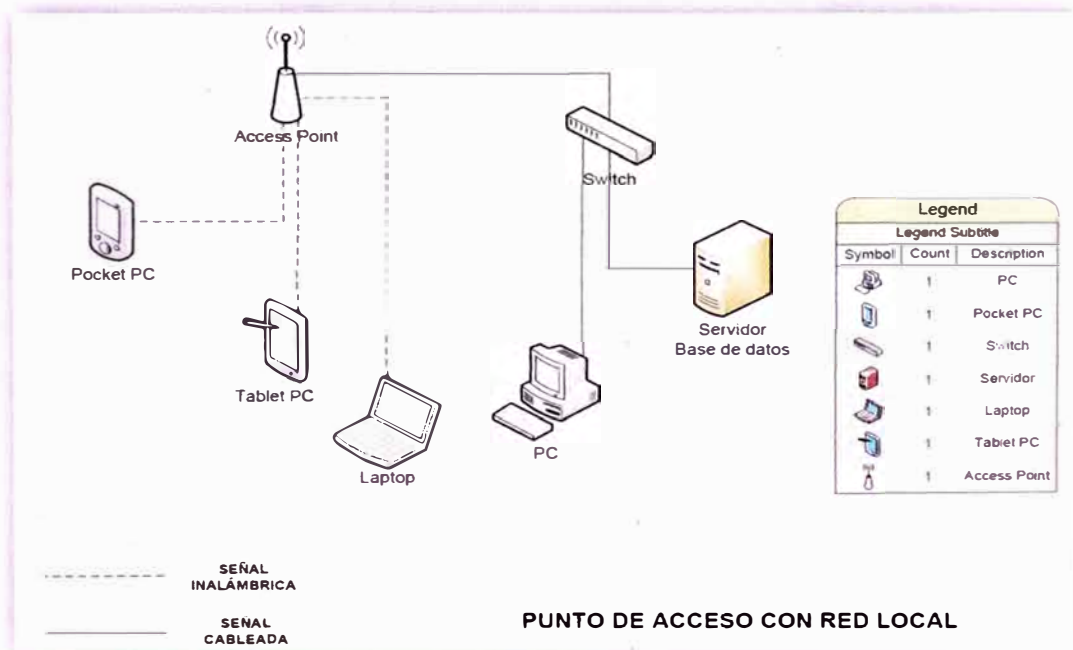 Access Point
Switch
Pocket PC
Servidor
Base de datos
Tablet PC
PC
Laptop
Legend
Legend Subtitle
Symbol Count Description
1 PC
1 Pocket PC
1 Switch
1 Servidor
1 Laptop
1 Tablet PC
1 Access Point
SEÑAL
INALÁMBRICA
SEÑAL
CABLEADA
PUNTO DE ACCESO CON RED LOCAL